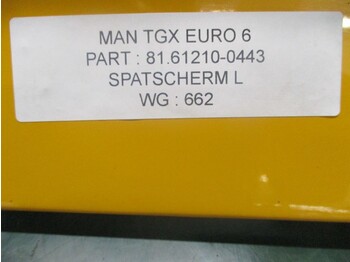 MAN TGX EURO 6
PART : 81.61210-0443
SPATSCHERM L
WG : 662